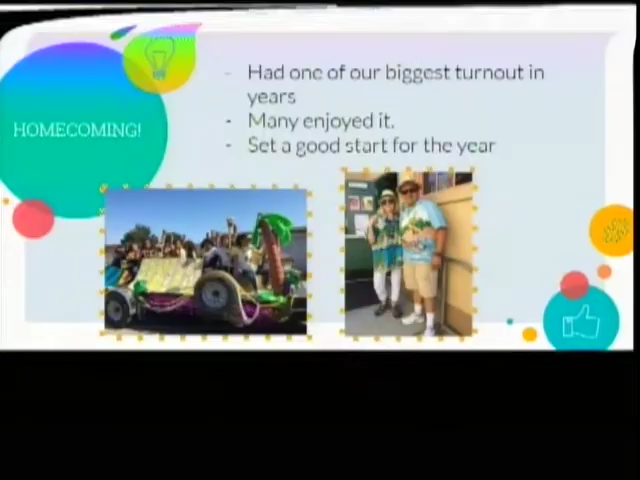 HOMECOMING!
- Had one of our biggest turnout in
years
- Many enjoyed it.
- Set a good start for the year